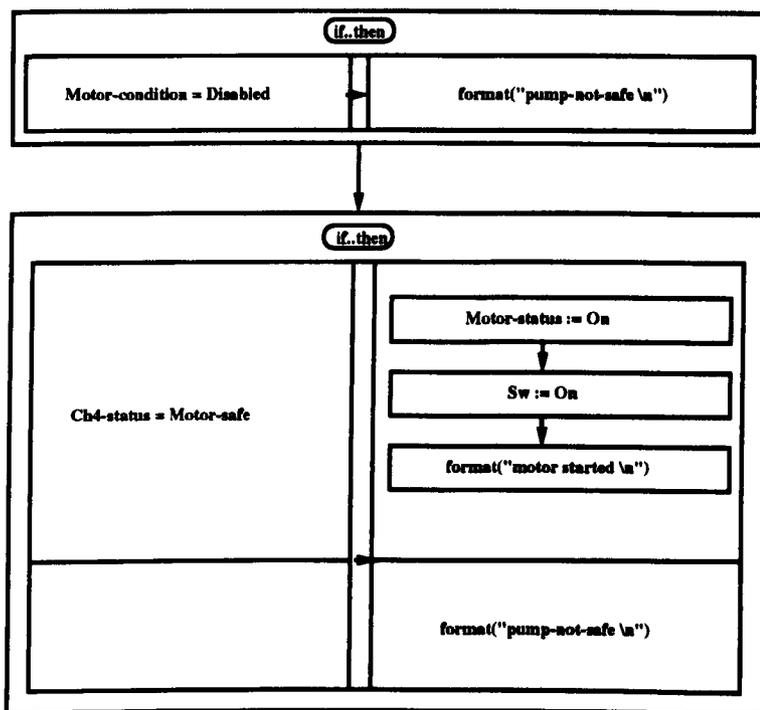 if..then
Motor-condition = Disabled
format("pump-not-safe \n")
if..then
Ch4-status = Motor-safe
Motor-status := On
Sw := On
format("motor started \n")
format("pump-not-safe \n")